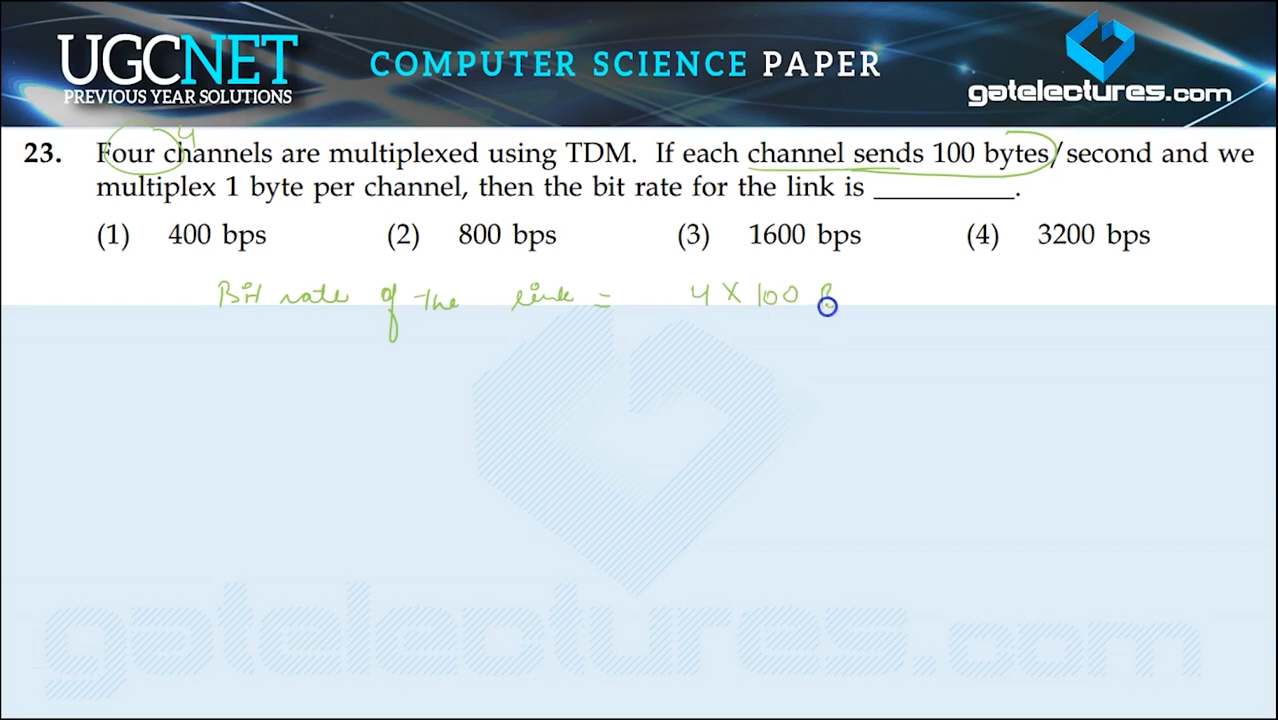 UGCNET
PREVIOUS YEAR SOLUTIONS
COMPUTER SCIENCE PAPER
gatelectures.com
4
23. Four channels are multiplexed using TDM. If each channel sends 100 bytes/second and we
multiplex 1 byte per channel, then the bit rate for the link is __________.
(1) 400 bps (2) 800 bps (3) 1600 bps (4) 3200 bps
Bit rate of the link = 4 X 100 B
gatelectures.com